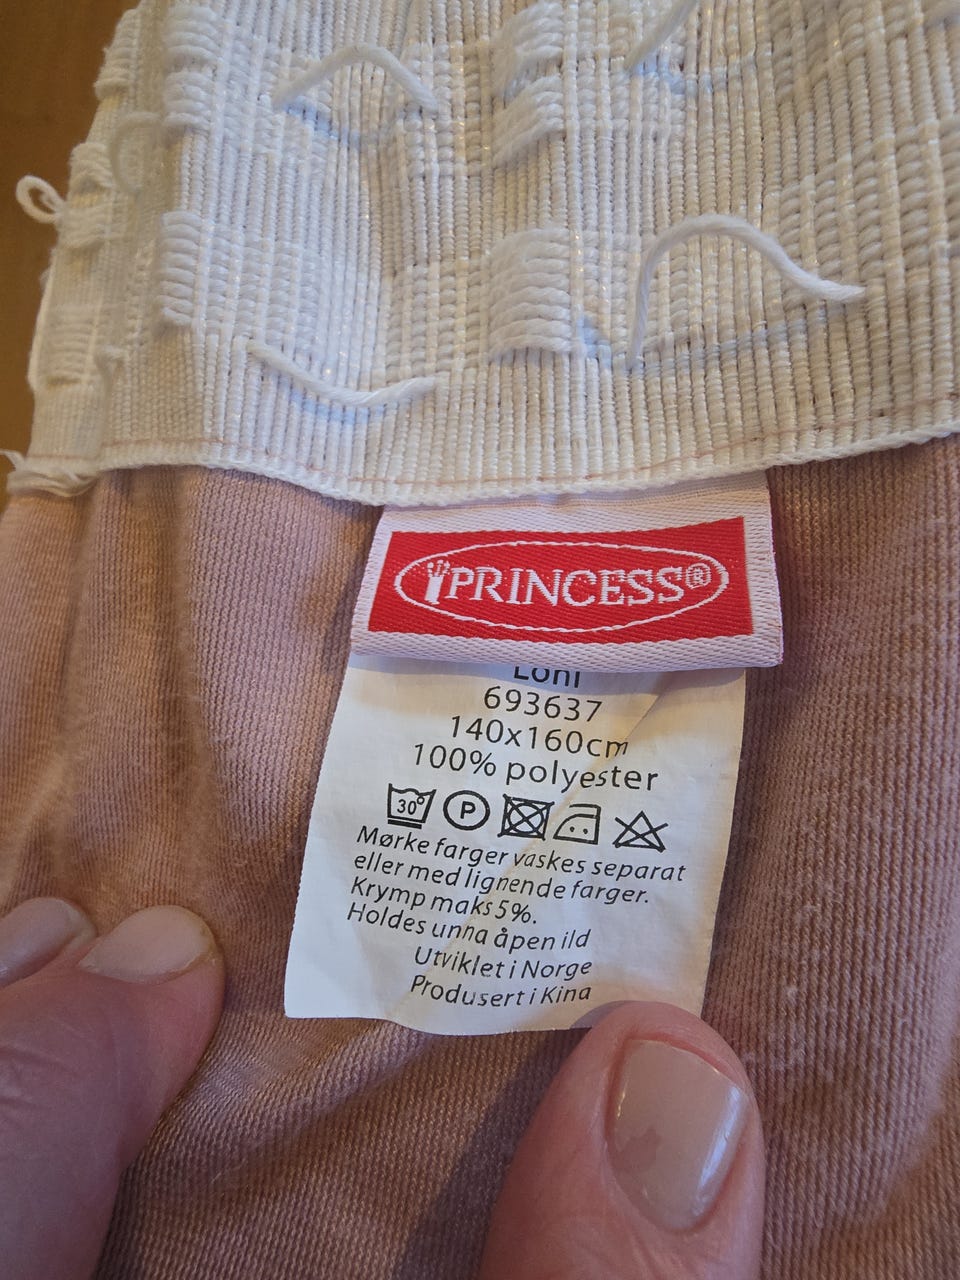 PRINCESS®
Loni
693637
140x160cm
100% polyester
30° P
Mørke farger vaskes separat
eller med lignende farger.
Krymp maks 5%.
Holdes unna åpen ild
Utviklet i Norge
Produsert i Kina